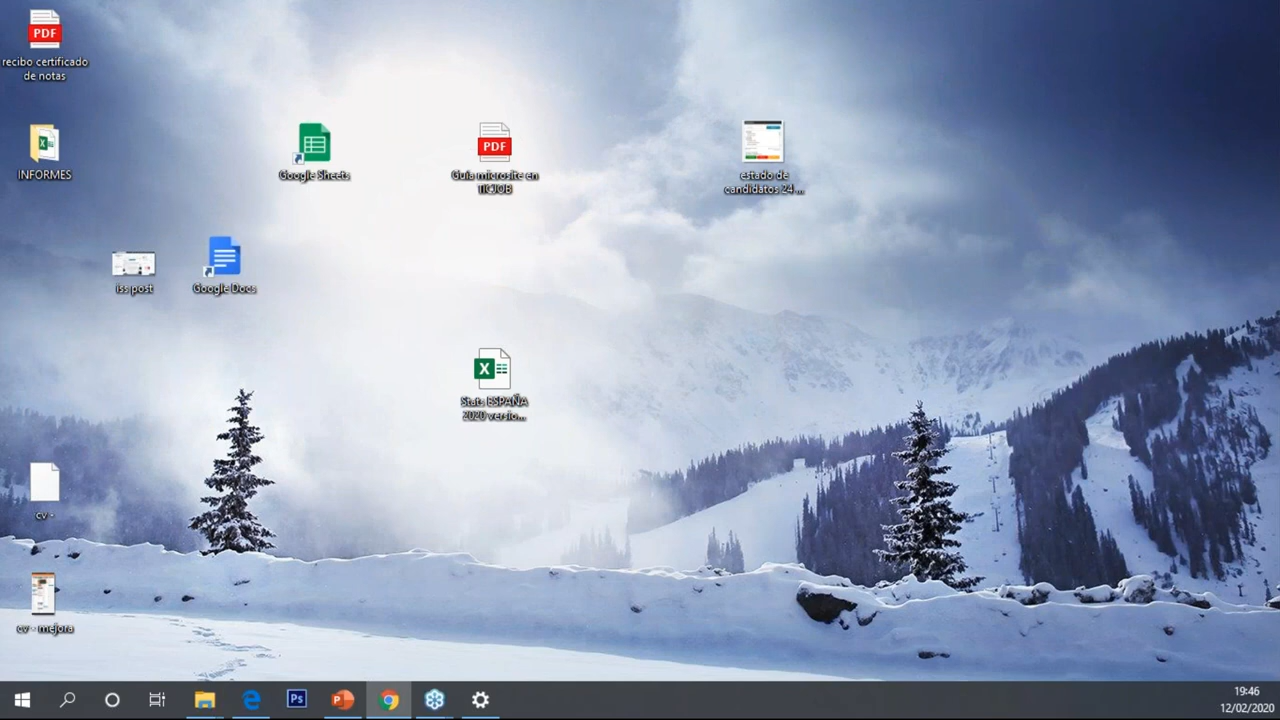 PDF
recibo certificado
de notas
INFORMES
Google Sheets
PDF
Guía microsite en
TICJOB
estado de
candidatos 24 ...
iss post
Google Docs
X
Stats ESPAÑA
2020 versio...
cv -
cv - mejora
Ps
P
19:46
12/02/2020